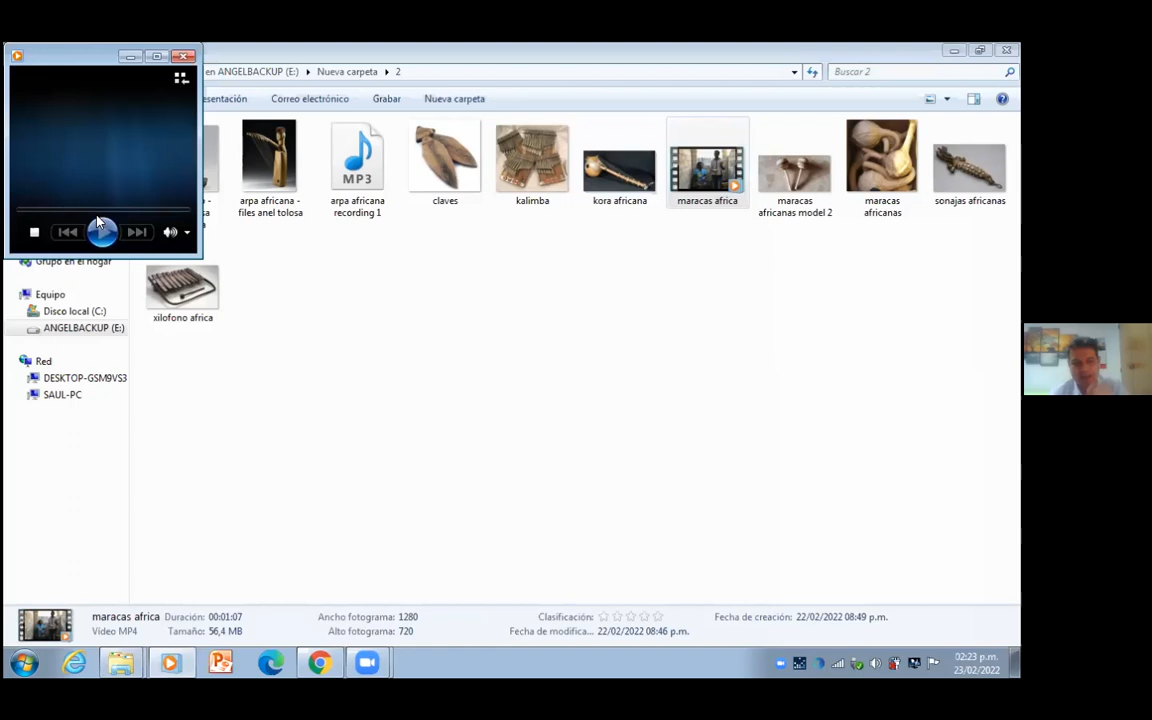 en ANGELBACKUP (E:) Nueva carpeta 2
Buscar 2
Correo electrónico Grabar Nueva carpeta
arpa africana - files anel tolosa
MP3
arpa africana recording 1
claves
kalimba
kora africana
maracas africa
maracas africanas model 2
maracas africanas
sonajas africanas
xilofono africa
Grupo en el hogar
Equipo
Disco local (C:)
ANGELBACKUP (E:)
Red
DESKTOP-GSM9VS3
SAUL-PC
maracas africa Duración: 00:01:07 Ancho fotograma: 1280 Clasificación: Fecha de creación: 22/02/2022 08:49 p.m.
Video MP4 Tamaño: 56,4 MB Alto fotograma: 720 Fecha de modifica... 22/02/2022 08:46 p.m.
02:23 p.m.
23/02/2022